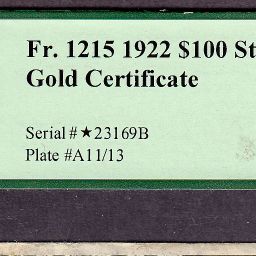 Fr. 1215 1922 $100 St
Gold Certificate
Serial #★23169B
Plate #A11/13